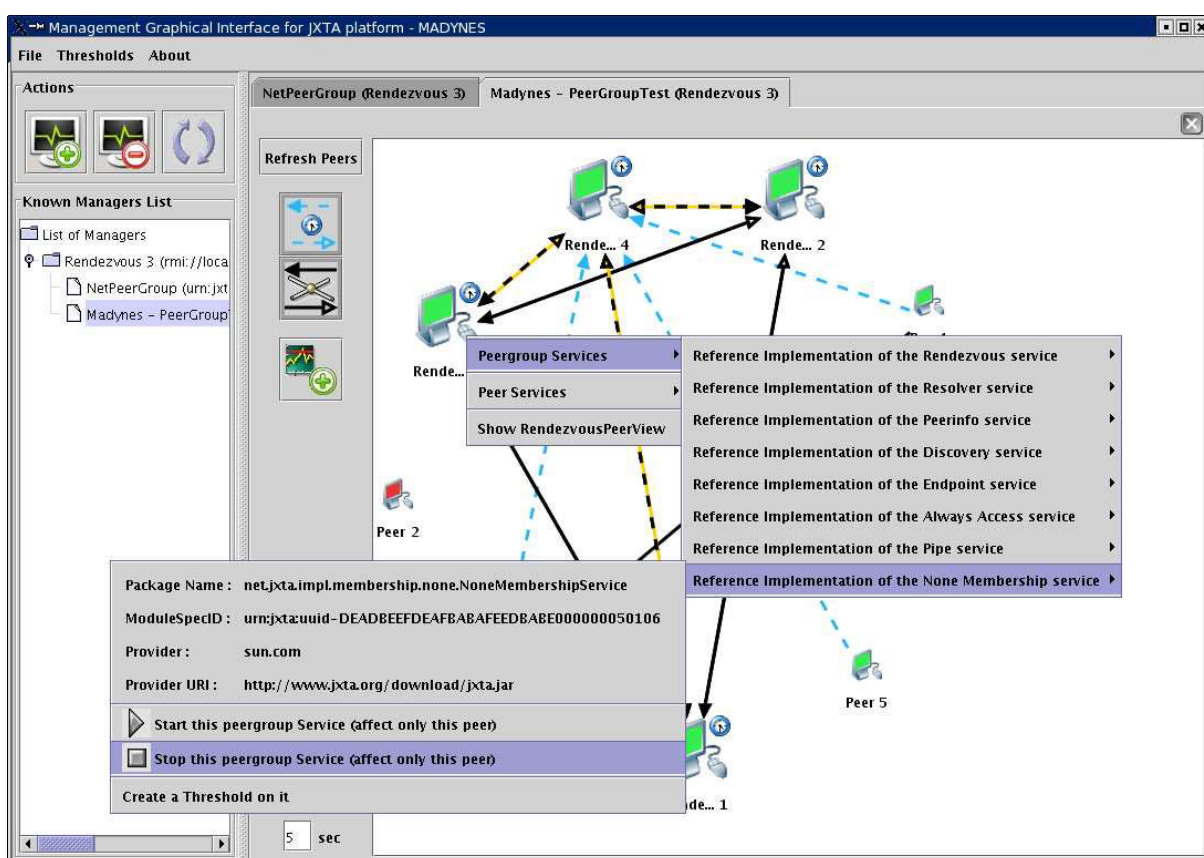 Management Graphical Interface for JXTA platform - MADYNES
File Thresholds About
Actions
Known Managers List
List of Managers
Rendezvous 3 (rmi://loca
NetPeerGroup (urn:jxt
Madynes - PeerGroup
NetPeerGroup (Rendezvous 3)
Madynes - PeerGroupTest (Rendezvous 3)
Refresh Peers
Rende... 4
Rende... 2
Rende...
Peer 2
Peergroup Services
Peer Services
Show RendezvousPeerView
Reference Implementation of the Rendezvous service
Reference Implementation of the Resolver service
Reference Implementation of the Peerinfo service
Reference Implementation of the Discovery service
Reference Implementation of the Endpoint service
Reference Implementation of the Always Access service
Reference Implementation of the Pipe service
Reference Implementation of the None Membership service
Package Name : net.jxta.impl.membership.none.NoneMembershipService
ModuleSpecID : urn:jxta:uuid-DEADBEEFDEAFBABAFEEDBABE000000050106
Provider : sun.com
Provider URI : http://www.jxta.org/download/jxta.jar
Start this peergroup Service (affect only this peer)
Stop this peergroup Service (affect only this peer)
Create a Threshold on it
Peer 5
de... 1
5 sec